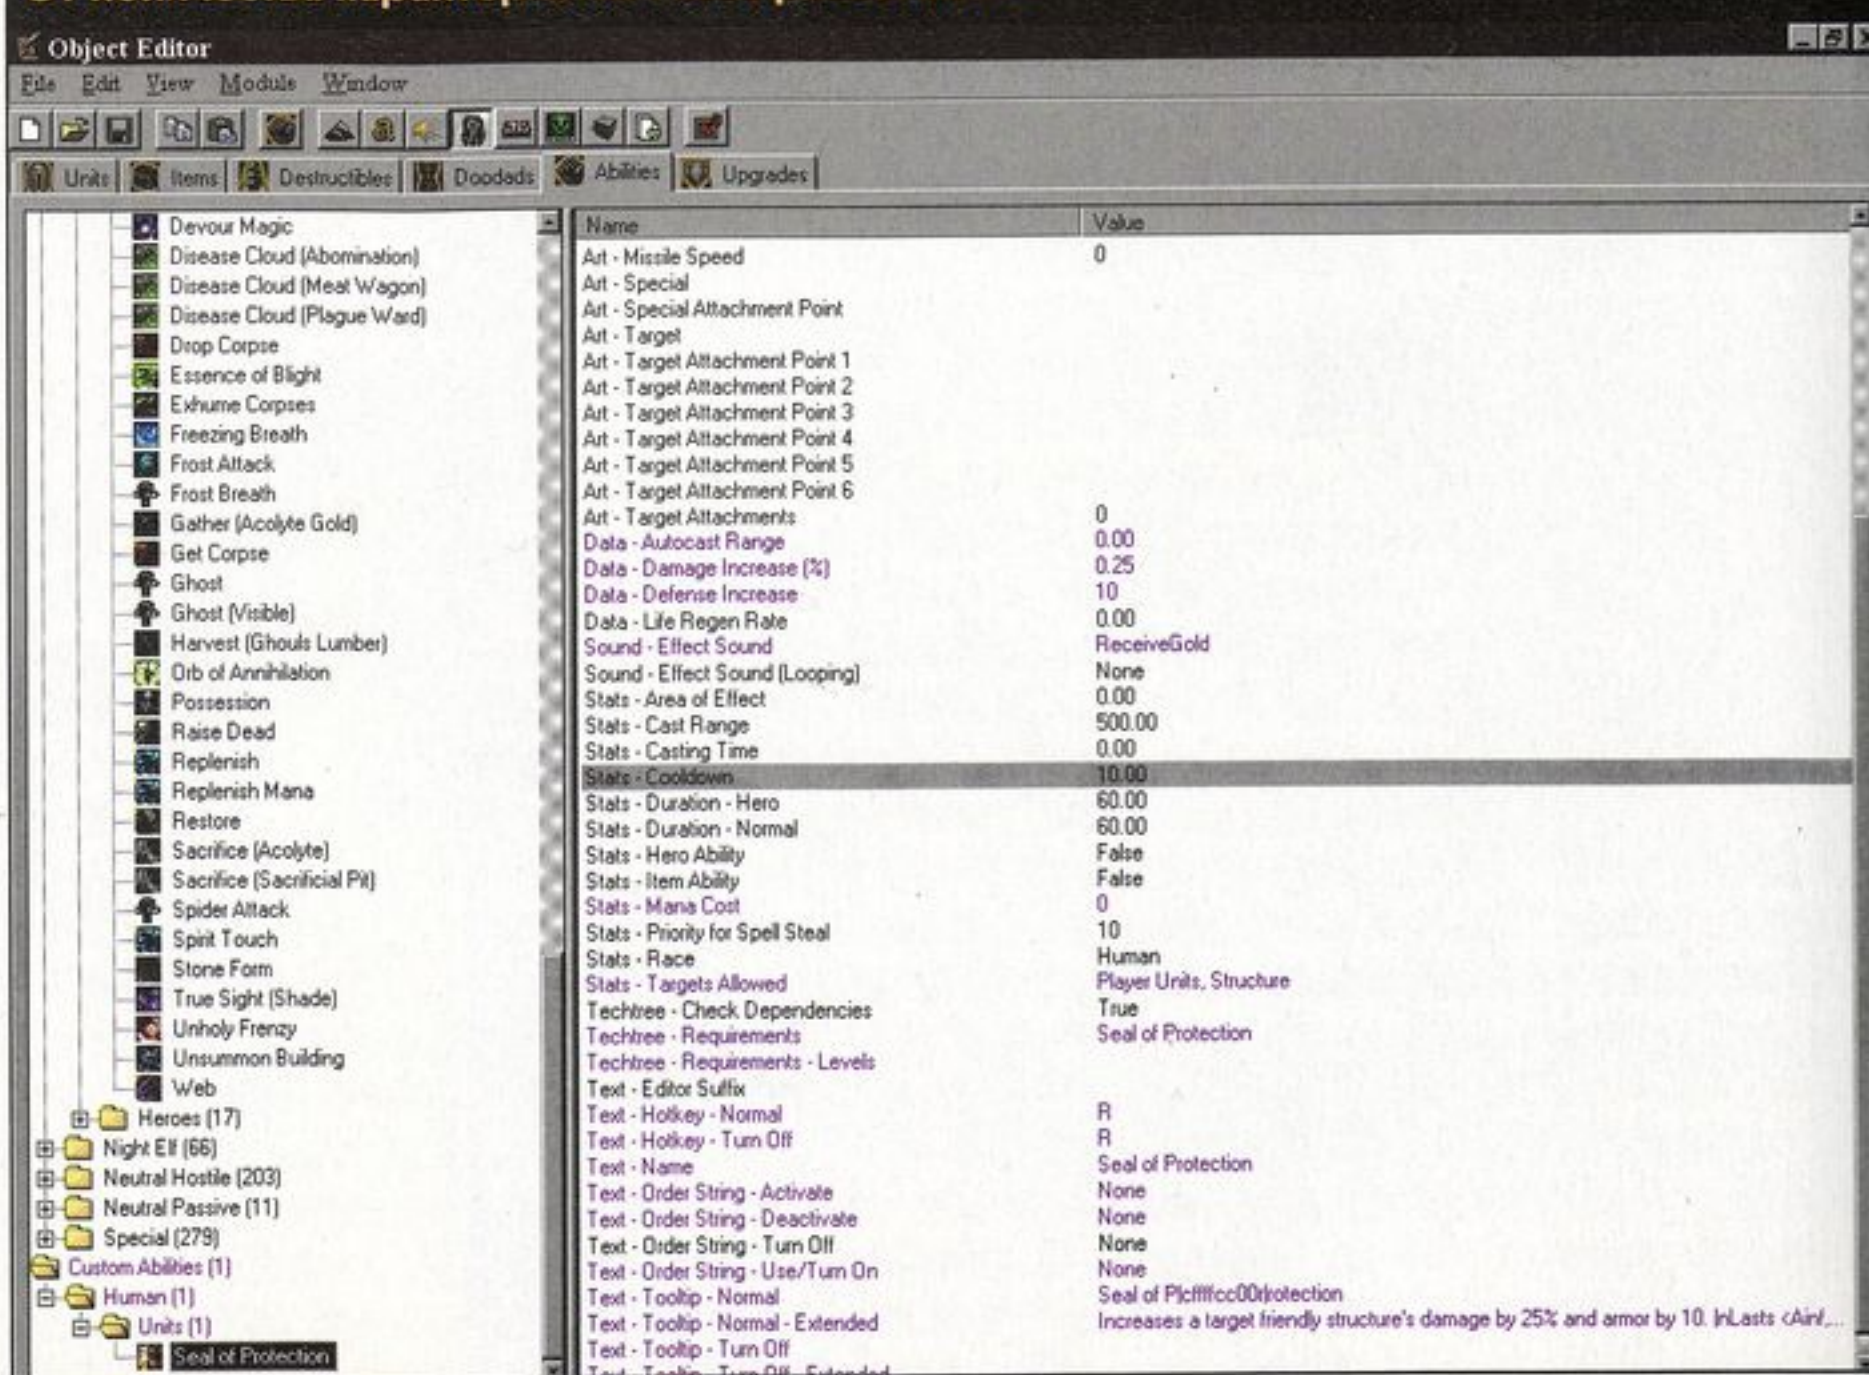 Object Editor
File Edit View Module Window
Units Items Destructibles Doodads Abilities Upgrades
Devour Magic
Disease Cloud (Abomination)
Disease Cloud (Meat Wagon)
Disease Cloud (Plague Ward)
Drop Corpse
Essence of Blight
Exhume Corpses
Freezing Breath
Frost Attack
Frost Breath
Gather (Acolyte Gold)
Get Corpse
Ghost
Ghost (Visible)
Harvest (Ghouls Lumber)
Orb of Annihilation
Possession
Raise Dead
Replenish
Replenish Mana
Restore
Sacrifice (Acolyte)
Sacrifice (Sacrificial Pit)
Spider Attack
Spirit Touch
Stone Form
True Sight (Shade)
Unholy Frenzy
Unsummon Building
Web
Heroes (17)
Night Elf (66)
Neutral Hostile (203)
Neutral Passive (11)
Special (279)
Custom Abilities (1)
Human (1)
Units (1)
Seal of Protection
Name Value
Art - Missile Speed 0
Art - Special
Art - Special Attachment Point
Art - Target
Art - Target Attachment Point 1
Art - Target Attachment Point 2
Art - Target Attachment Point 3
Art - Target Attachment Point 4
Art - Target Attachment Point 5
Art - Target Attachment Point 6
Art - Target Attachments 0
Data - Autocast Range 0.00
Data - Damage Increase (%) 0.25
Data - Defense Increase 10
Data - Life Regen Rate 0.00
Sound - Effect Sound ReceiveGold
Sound - Effect Sound (Looping) None
Stats - Area of Effect 0.00
Stats - Cast Range 500.00
Stats - Casting Time 0.00
Stats - Cooldown 10.00
Stats - Duration - Hero 60.00
Stats - Duration - Normal 60.00
Stats - Hero Ability False
Stats - Item Ability False
Stats - Mana Cost 0
Stats - Priority for Spell Steal 10
Stats - Race Human
Stats - Targets Allowed Player Units, Structure
Techtree - Check Dependencies True
Techtree - Requirements Seal of Protection
Techtree - Requirements - Levels
Text - Editor Suffix
Text - Hotkey - Normal R
Text - Hotkey - Turn Off R
Text - Name Seal of Protection
Text - Order String - Activate None
Text - Order String - Deactivate None
Text - Order String - Turn Off None
Text - Order String - Use/Turn On None
Text - Tooltip - Normal Seal of P|cffffcc00r|rotection
Text - Tooltip - Normal - Extended Increases a target friendly structure's damage by 25% and armor by 10. |nLasts <Ainf,...
Text - Tooltip - Turn Off
Text - Tooltip - Turn Off - Extended